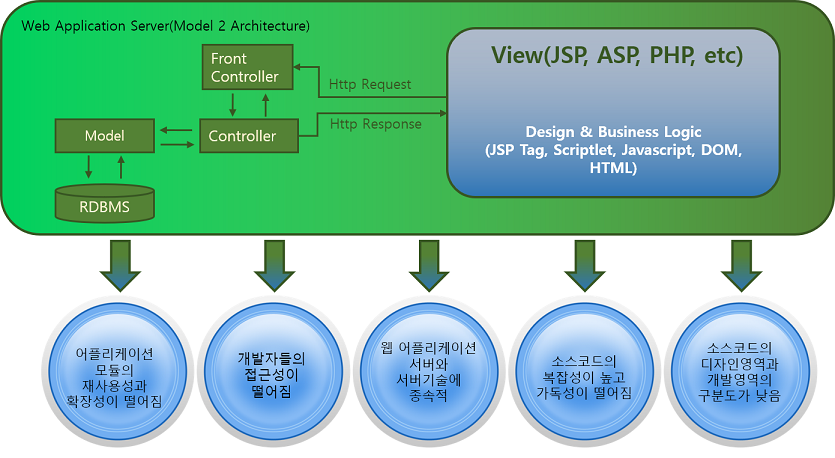 Web Application Server(Model 2 Architecture)
Front
Controller
Http Request
Http Response
Model
Controller
RDBMS
View(JSP, ASP, PHP, etc)
Design & Business Logic
(JSP Tag, Scriptlet, Javascript, DOM,
HTML)
어플리케이션
모듈의
재사용성과
확장성이 떨어짐
개발자들의
접근성이
떨어짐
웹 어플리케이션
서버와
서버기술에
종속적
소스코드의
복잡성이 높고
가독성이 떨어짐
소스코드의
디자인영역과
개발영역의
구분도가 낮음